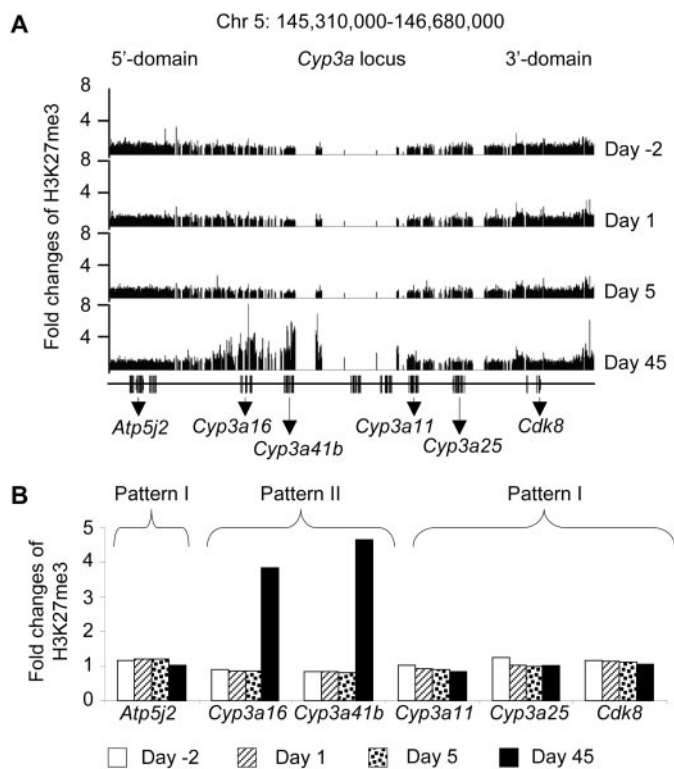 A
Chr 5: 145,310,000-146,680,000
5'-domain Cyp3a locus 3'-domain
Fold changes of H3K27me3
8
4
Day -2
8
4
Day 1
8
4
Day 5
8
4
Day 45
Atp5j2 Cyp3a16 Cyp3a41b Cyp3a11 Cyp3a25 Cdk8
B
Pattern I Pattern II Pattern I
Fold changes of
H3K27me3
5
4
3
2
1
0
Atp5j2 Cyp3a16 Cyp3a41b Cyp3a11 Cyp3a25 Cdk8
Day -2 Day 1 Day 5 Day 45